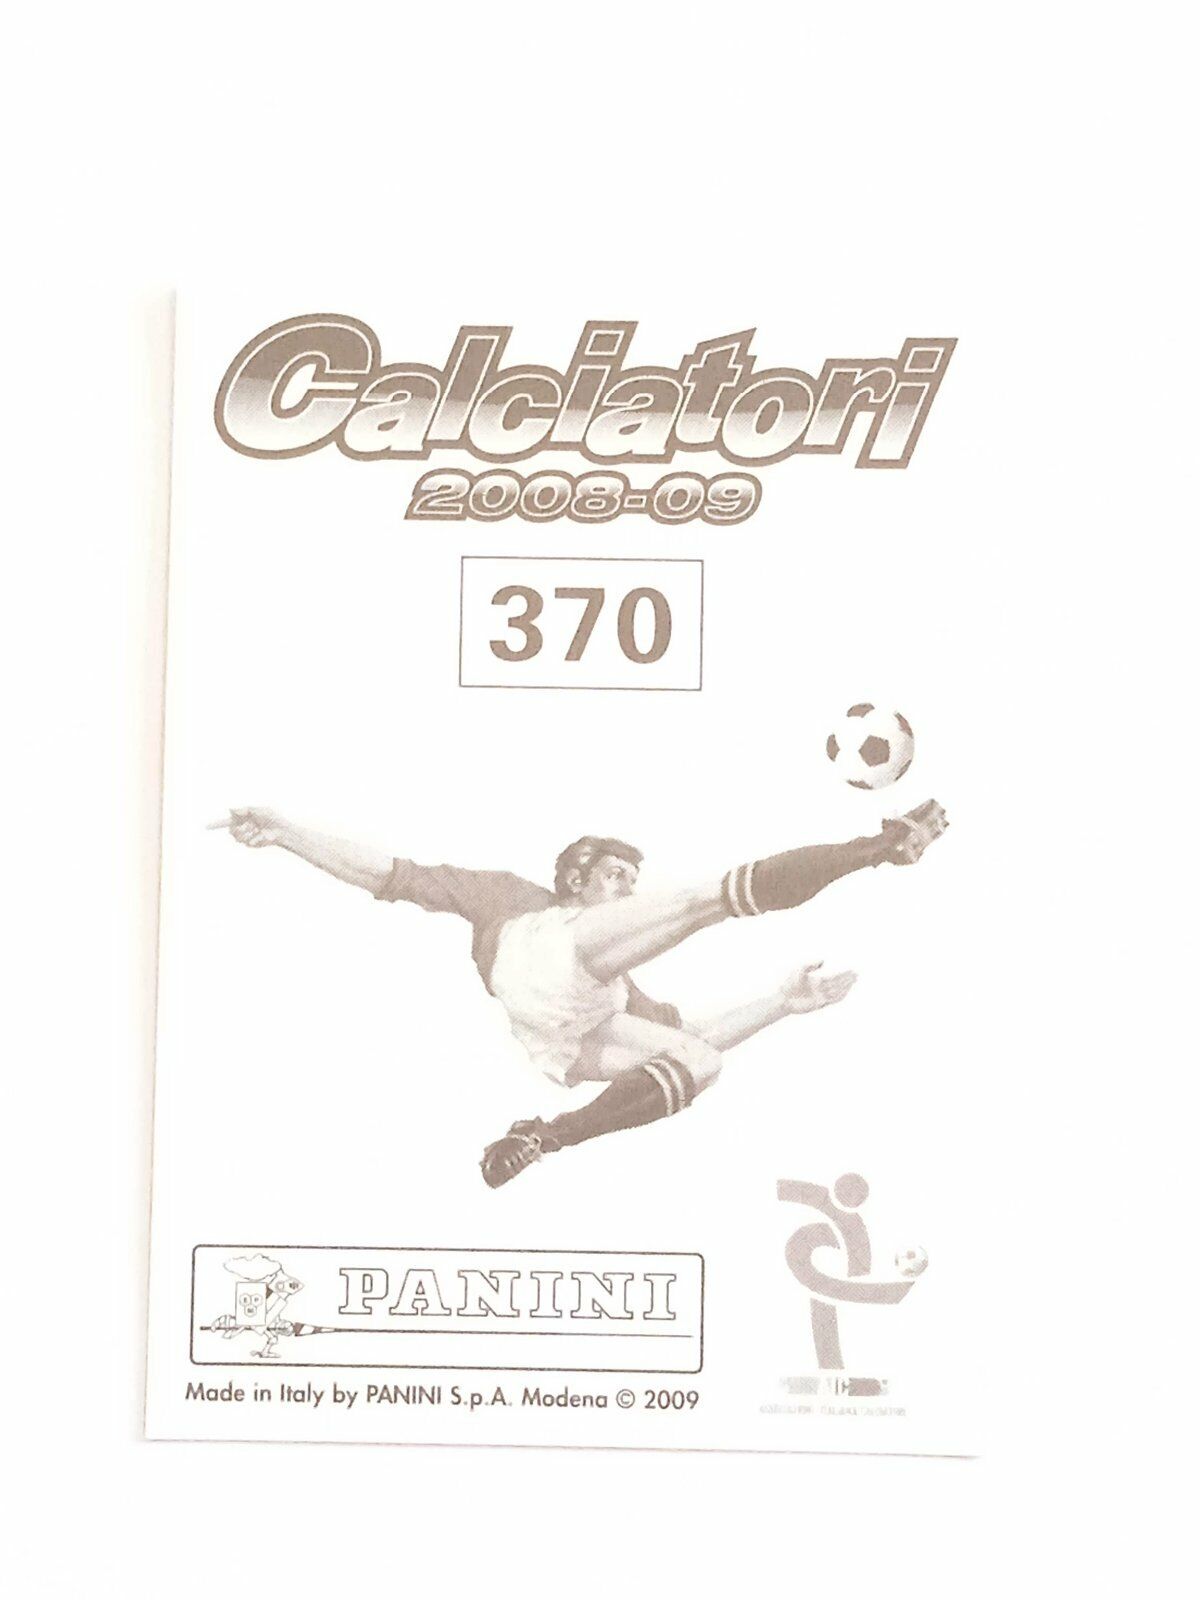 Calciatori
2008-09
370
PANINI
Made in Italy by PANINI S.p.A. Modena © 2009